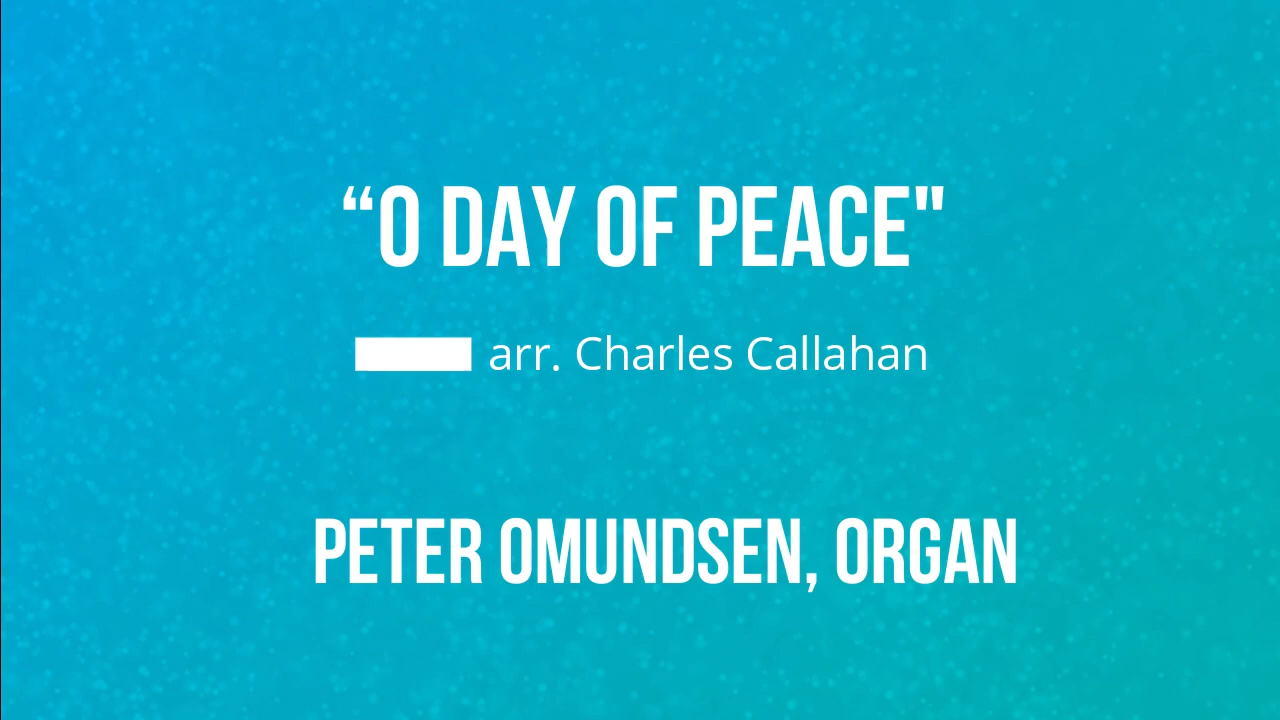 “O DAY OF PEACE"
arr. Charles Callahan
PETER OMUNDSEN, ORGAN